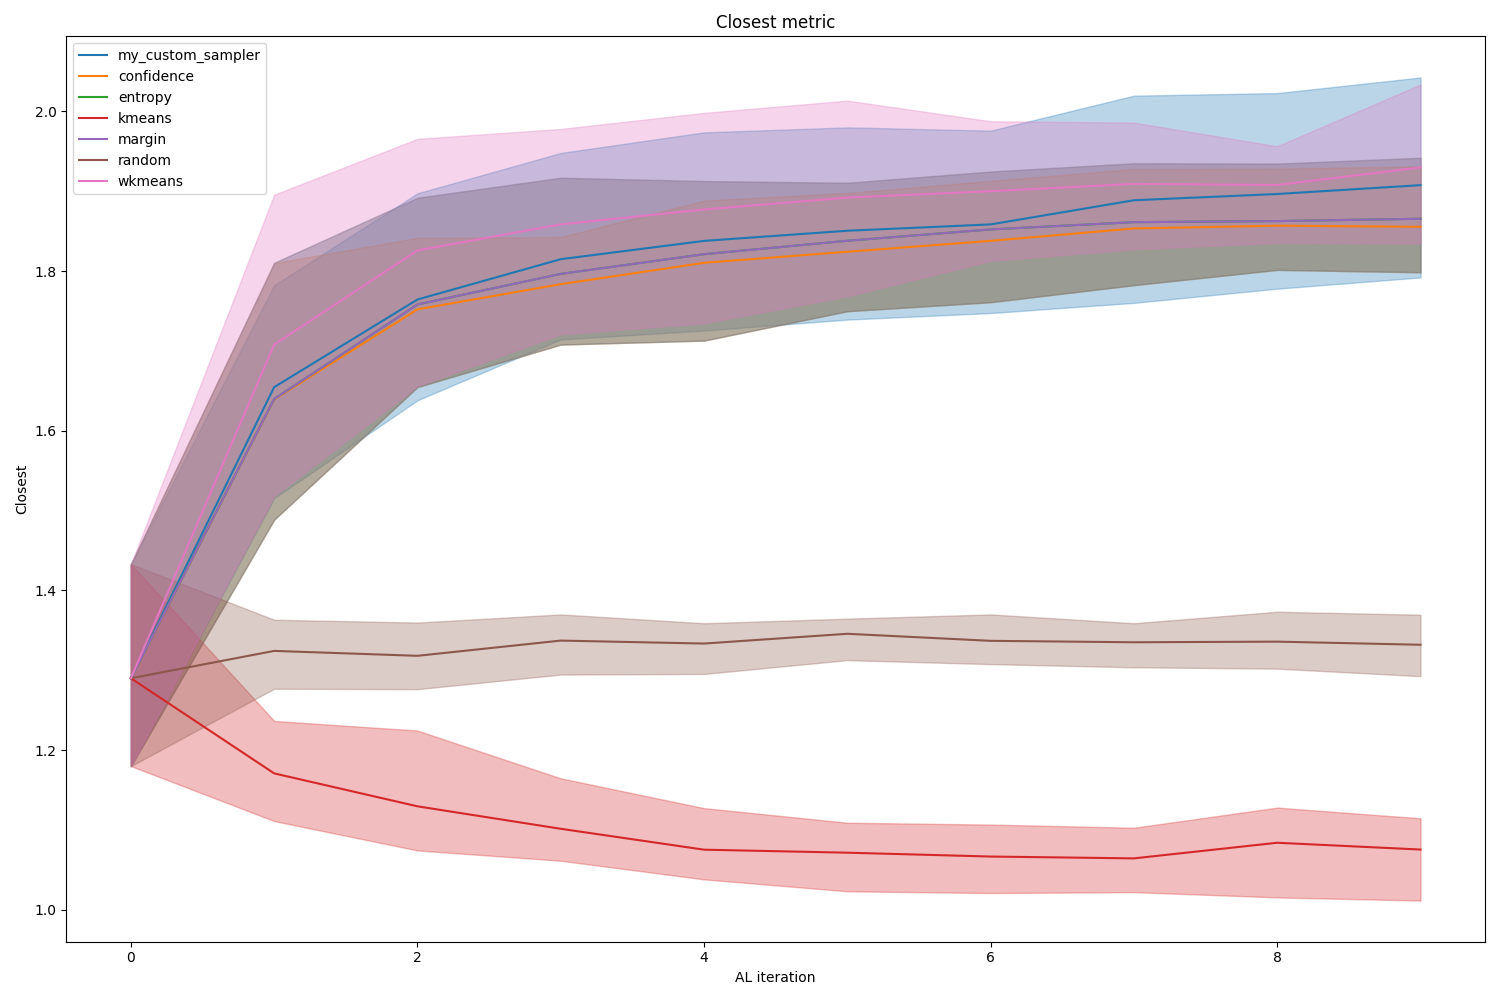 Closest metric
my_custom_sampler
confidence
entropy
kmeans
margin
random
wkmeans
2.0
1.8
1.6
1.4
1.2
1.0
Closest
0 2 4 6 8
AL iteration